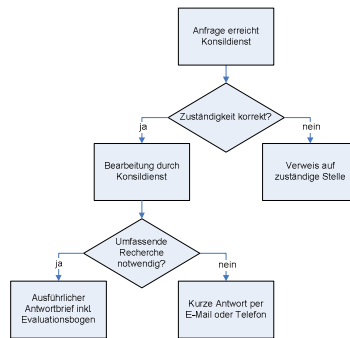 Anfrage erreicht
Konsildienst
Zuständigkeit korrekt?
ja
nein
Bearbeitung durch
Konsildienst
Verweis auf
zuständige Stelle
Umfassende
Recherche
notwendig?
ja
nein
Ausführlicher
Antwortbrief inkl.
Evaluationsbogen
Kurze Antwort per
E-Mail oder Telefon